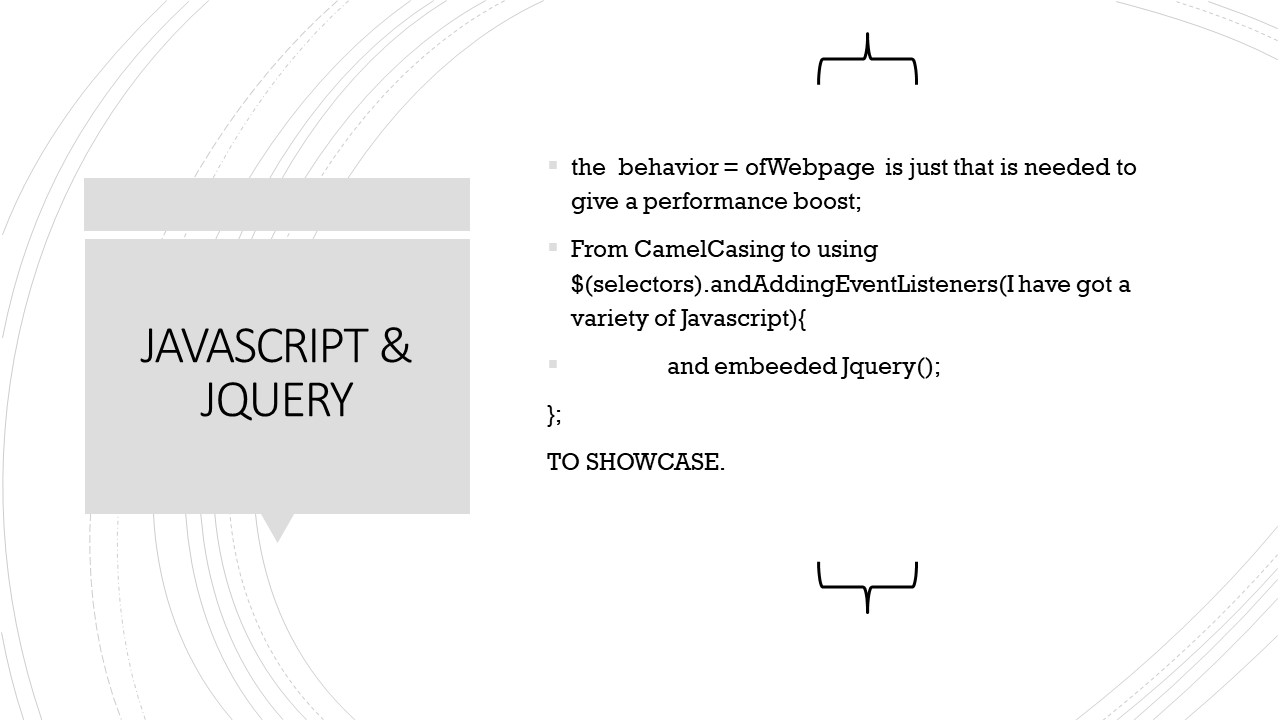 JAVASCRIPT &
JQUERY
the  behavior = ofWebpage  is just that is needed to
give a performance boost;
From CamelCasing to using
$(selectors).andAddingEventListeners(I have got a
variety of Javascript){
and embeeded Jquery();
};
TO SHOWCASE.